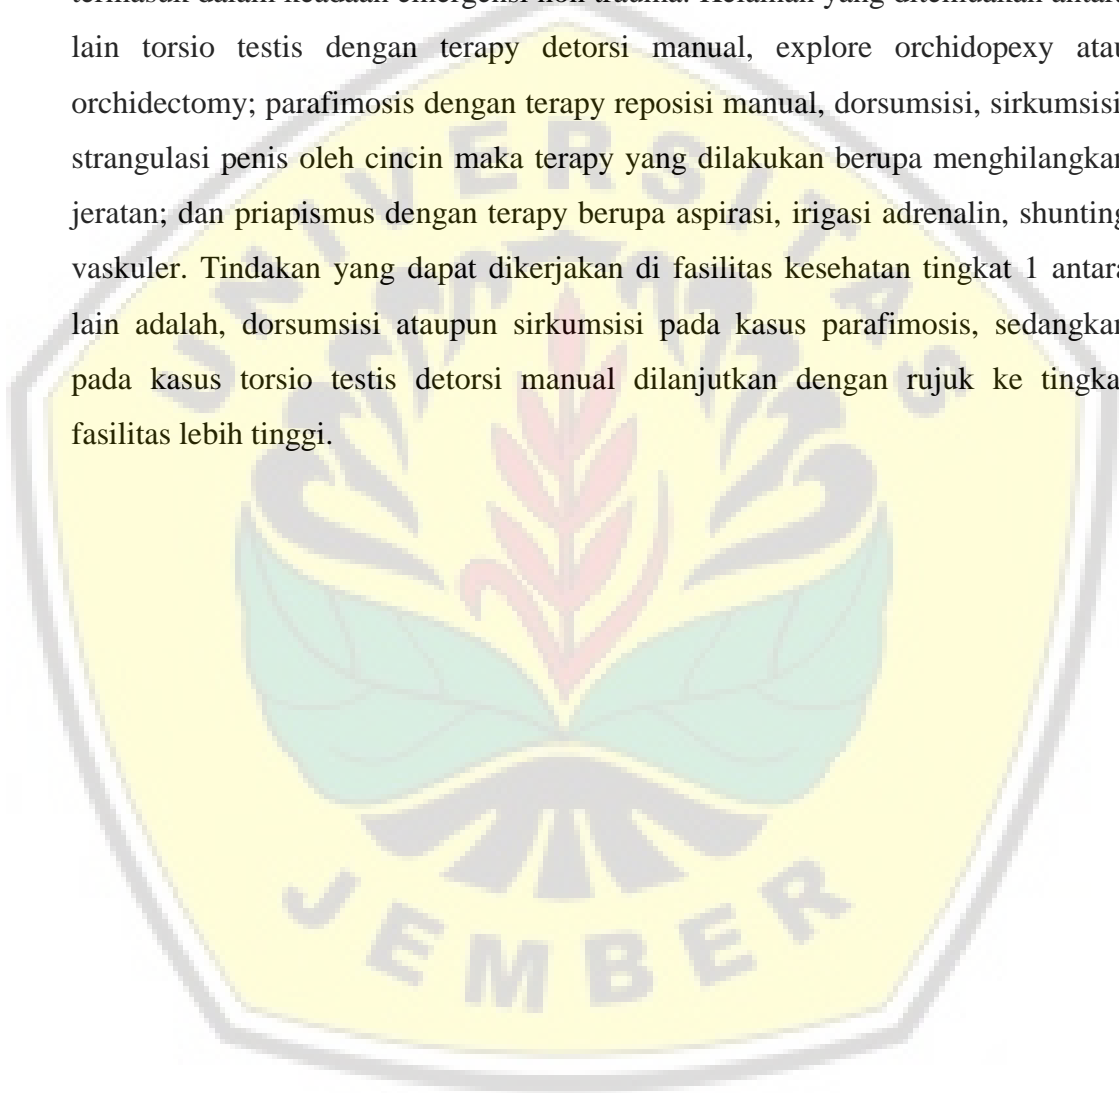 lain torsio testis dengan terapy detorsi manual, explore orchidopexy atau
orchidectomy; parafimosis dengan terapy reposisi manual, dorsumsisi, sirkumsisi
strangulasi penis oleh cincin maka terapy yang dilakukan berupa menghilangkan
jeratan; dan priapismus dengan terapy berupa aspirasi, irigasi adrenalin, shunting
vaskuler. Tindakan yang dapat dikerjakan di fasilitas kesehatan tingkat 1 antara
lain adalah, dorsumsisi ataupun sirkumsisi pada kasus parafimosis, sedangkan
pada kasus torsio testis detorsi manual dilanjutkan dengan rujuk ke tingka
fasilitas lebih tinggi.
UNIVERSITAS
JEMBER